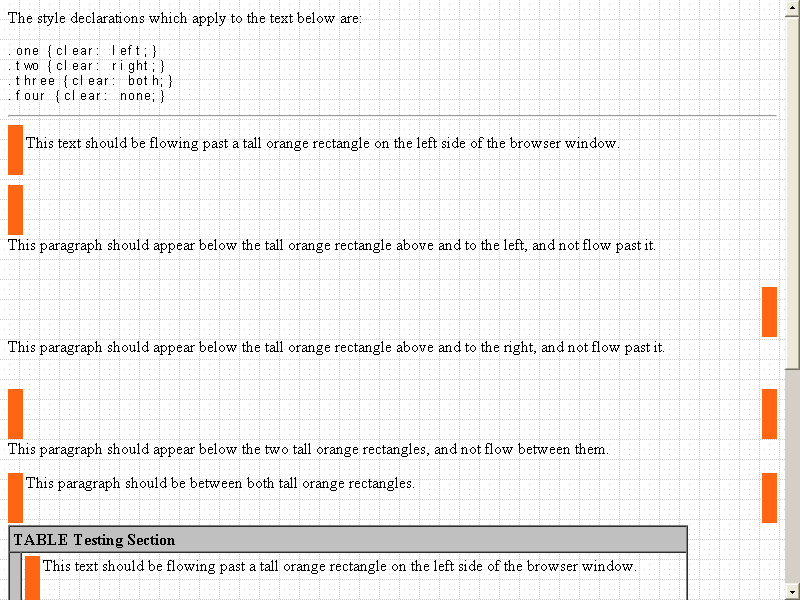 The style declarations which apply to the text below are:
.one {clear: left;}
.two {clear: right;}
.three {clear: both;}
.four {clear: none;}
This text should be flowing past a tall orange rectangle on the left side of the browser window.
This paragraph should appear below the tall orange rectangle above and to the left, and not flow past it.
This paragraph should appear below the tall orange rectangle above and to the right, and not flow past it.
This paragraph should appear below the two tall orange rectangles, and not flow between them.
This paragraph should be between both tall orange rectangles.
TABLE Testing Section
This text should be flowing past a tall orange rectangle on the left side of the browser window.